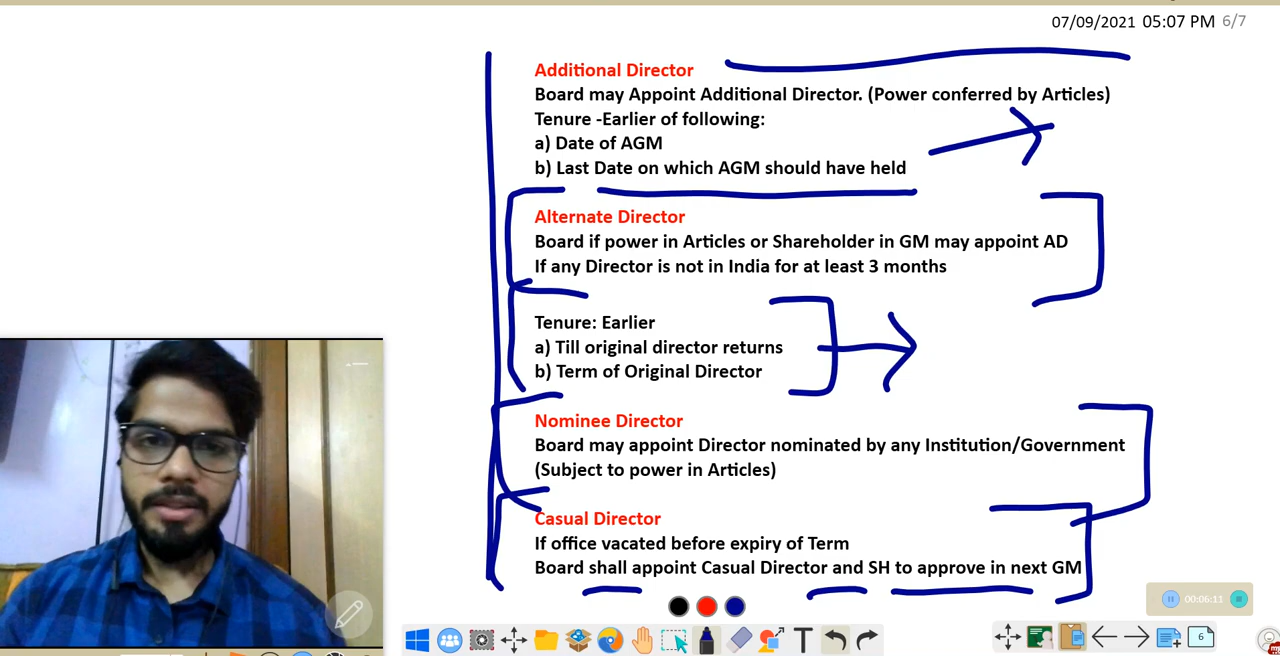 07/09/2021 05:07 PM 6/7
Additional Director
Board may Appoint Additional Director. (Power conferred by Articles)
Tenure -Earlier of following:
a) Date of AGM
b) Last Date on which AGM should have held
Alternate Director
Board if power in Articles or Shareholder in GM may appoint AD
If any Director is not in India for at least 3 months
Tenure: Earlier
a) Till original director returns
b) Term of Original Director
Nominee Director
Board may appoint Director nominated by any Institution/Government
(Subject to power in Articles)
Casual Director
If office vacated before expiry of Term
Board shall appoint Casual Director and SH to approve in next GM
00:06:11
T
6